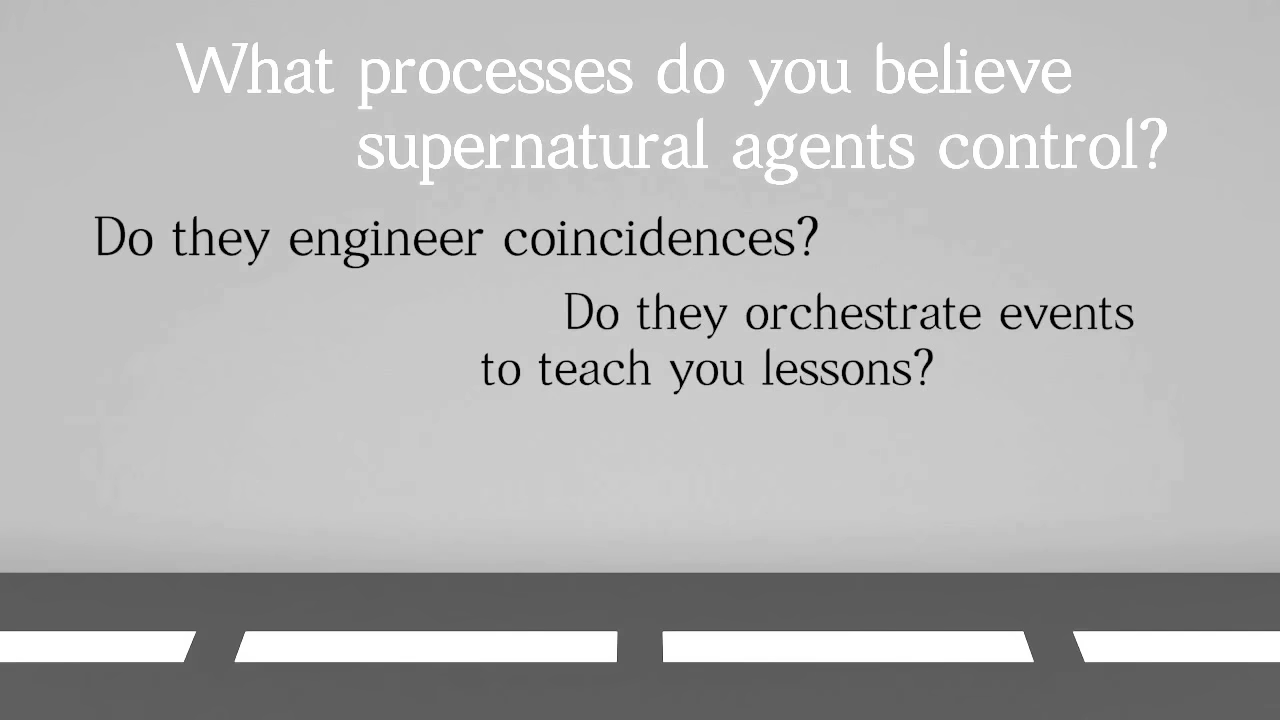 What processes do you believe
supernatural agents control?
Do they engineer coincidences?
Do they orchestrate events
to teach you lessons?